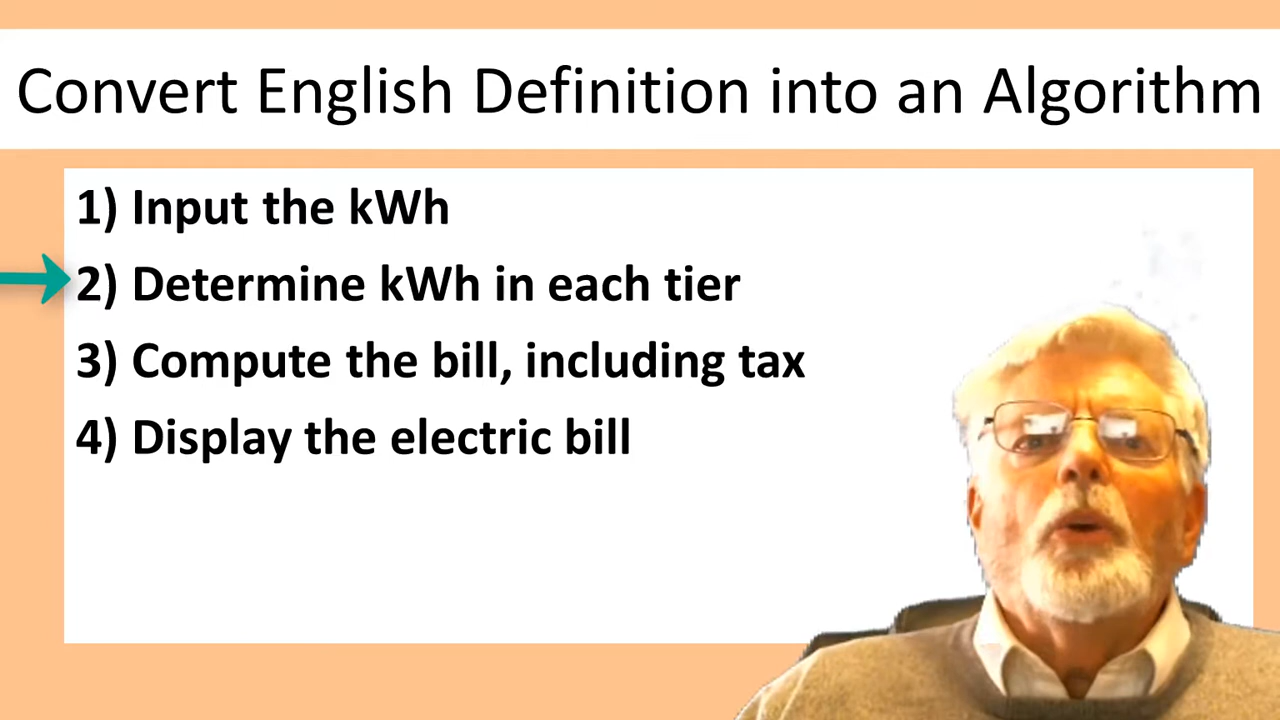 Convert English Definition into an Algorithm
1) Input the kWh
2) Determine kWh in each tier
3) Compute the bill, including tax
4) Display the electric bill